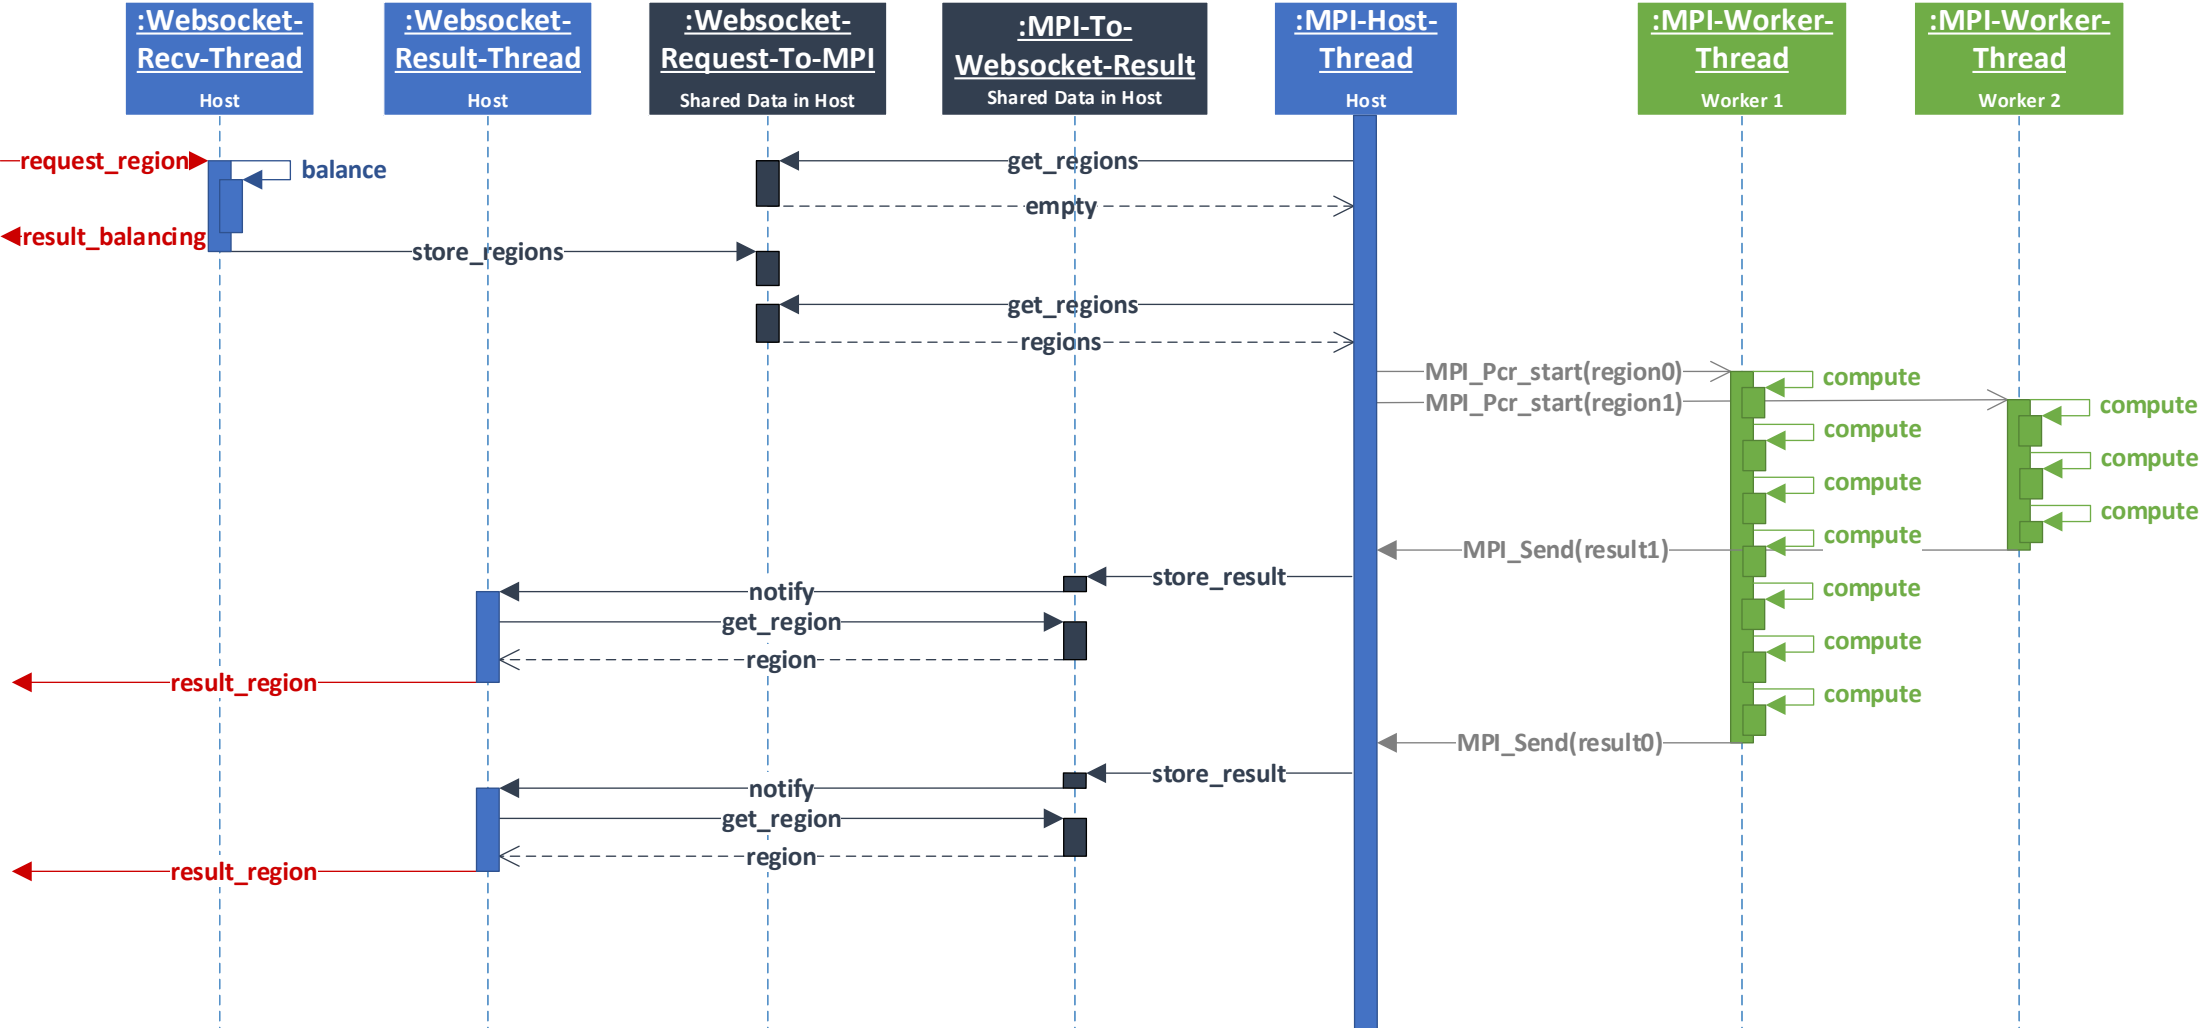 :Websocket-
Recv-Thread
Host
:Websocket-
Result-Thread
Host
:Websocket-
Request-To-MPI
Shared Data in Host
:MPI-To-
Websocket-Result
Shared Data in Host
:MPI-Host-
Thread
Host
:MPI-Worker-
Thread
Worker 1
:MPI-Worker-
Thread
Worker 2
request_region
balance
get_regions
empty
result_balancing
store_regions
get_regions
regions
MPI_Pcr_start(region0)
compute
MPI_Pcr_start(region1)
compute
compute
compute
compute
compute
compute
MPI_Send(result1)
store_result
notify
compute
get_region
compute
region
result_region
compute
MPI_Send(result0)
store_result
notify
get_region
region
result_region